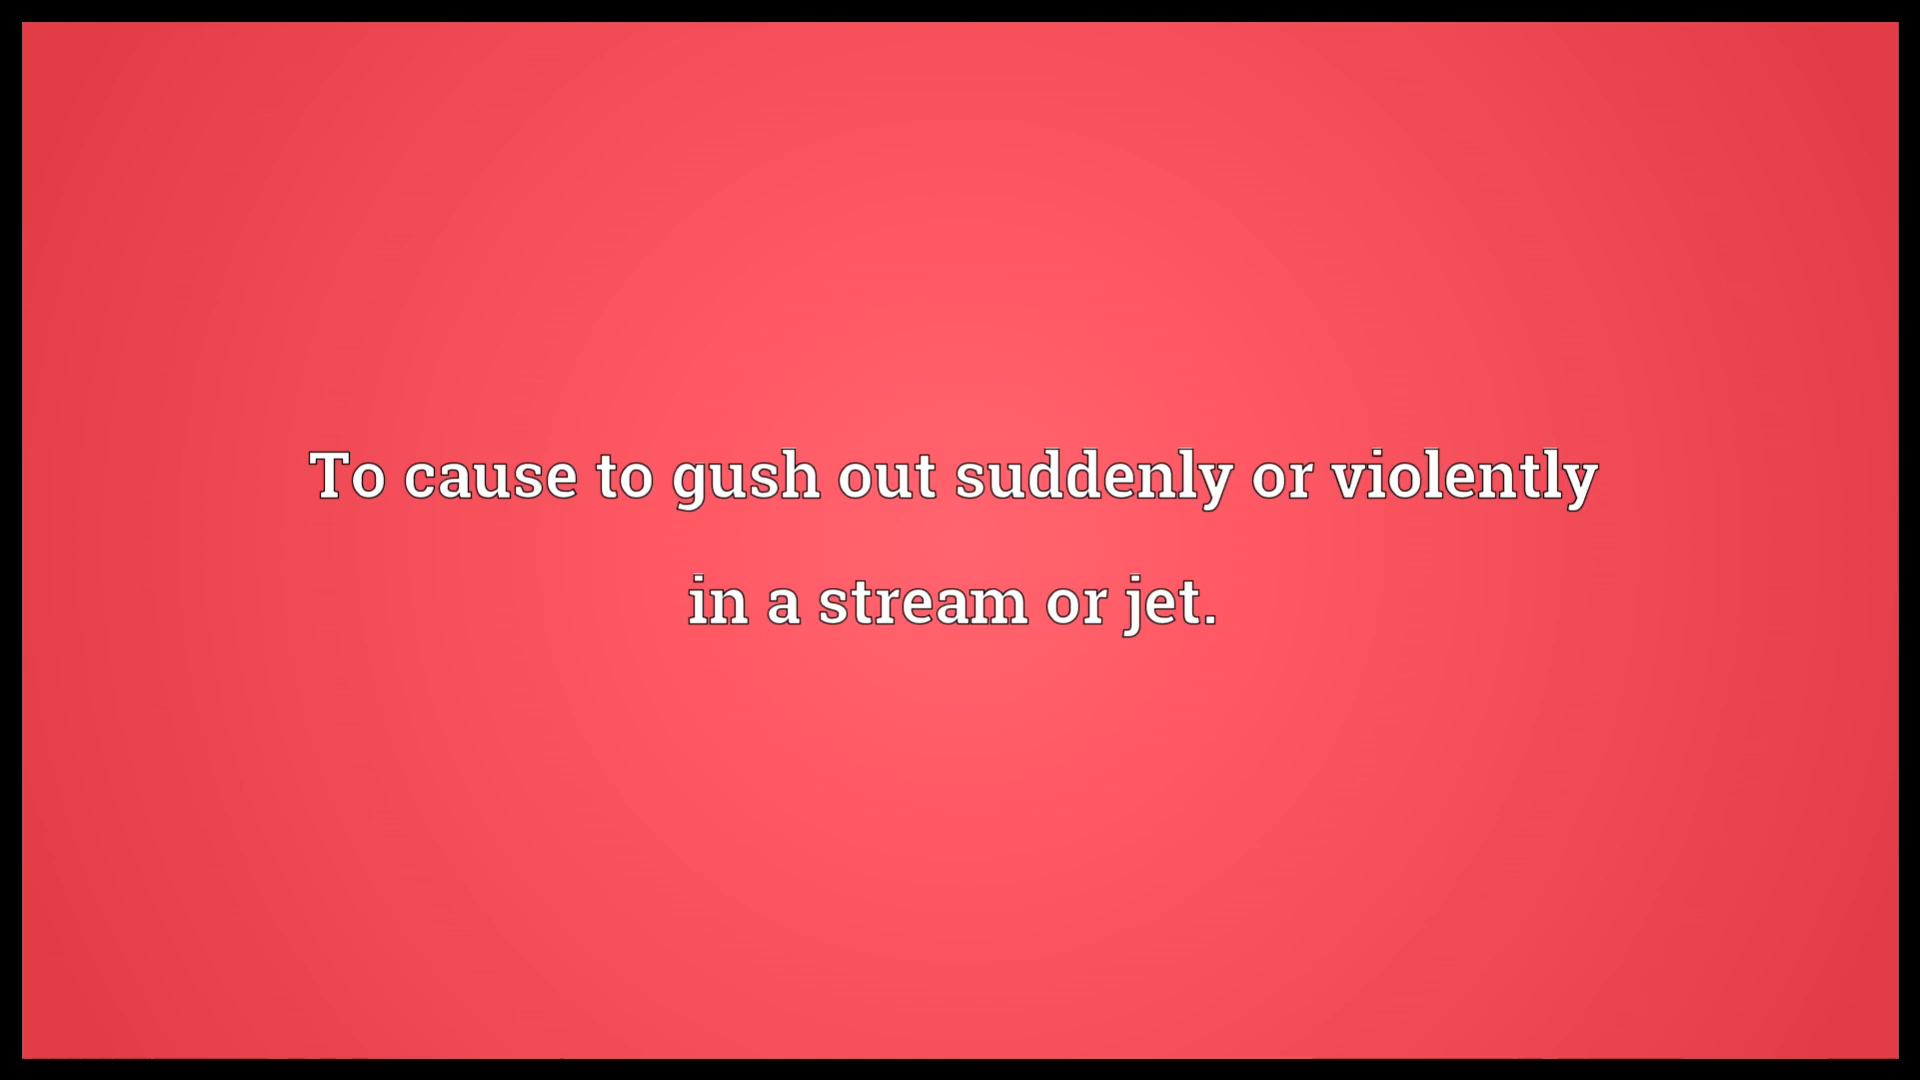 To cause to gush out suddenly or violently
in a stream or jet.